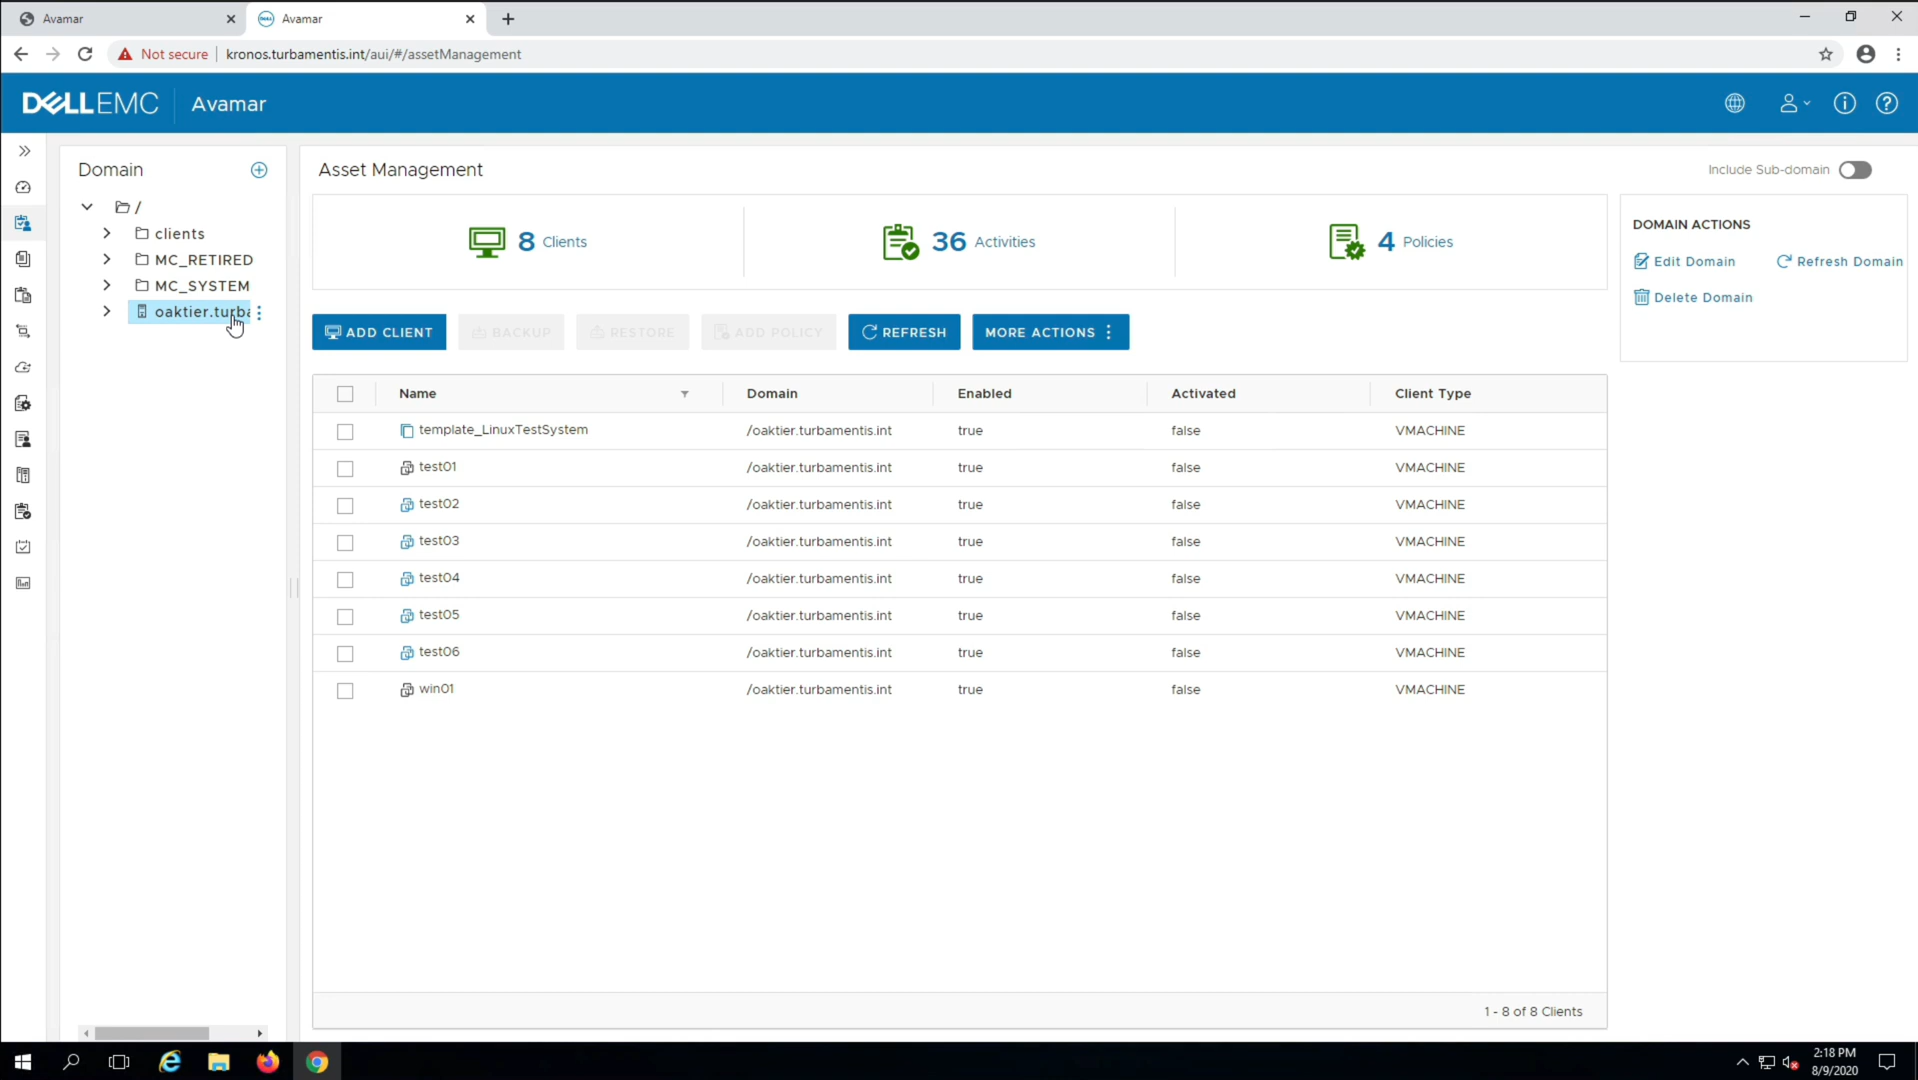 Avamar
Avamar
Not secure
kronos.turbamentis.int/aui/#/assetManagement
DELLEMC
Avamar
Domain
/
clients
MC_RETIRED
MC_SYSTEM
oaktier.turba
Asset Management
Include Sub-domain
8 Clients
36 Activities
4 Policies
DOMAIN ACTIONS
Edit Domain
Refresh Domain
Delete Domain
ADD CLIENT
BACKUP
RESTORE
ADD POLICY
REFRESH
MORE ACTIONS
Name Domain Enabled Activated Client Type
template_LinuxTestSystem /oaktier.turbamentis.int true false VMACHINE
test01 /oaktier.turbamentis.int true false VMACHINE
test02 /oaktier.turbamentis.int true false VMACHINE
test03 /oaktier.turbamentis.int true false VMACHINE
test04 /oaktier.turbamentis.int true false VMACHINE
test05 /oaktier.turbamentis.int true false VMACHINE
test06 /oaktier.turbamentis.int true false VMACHINE
win01 /oaktier.turbamentis.int true false VMACHINE
1 - 8 of 8 Clients
2:18 PM
8/9/2020